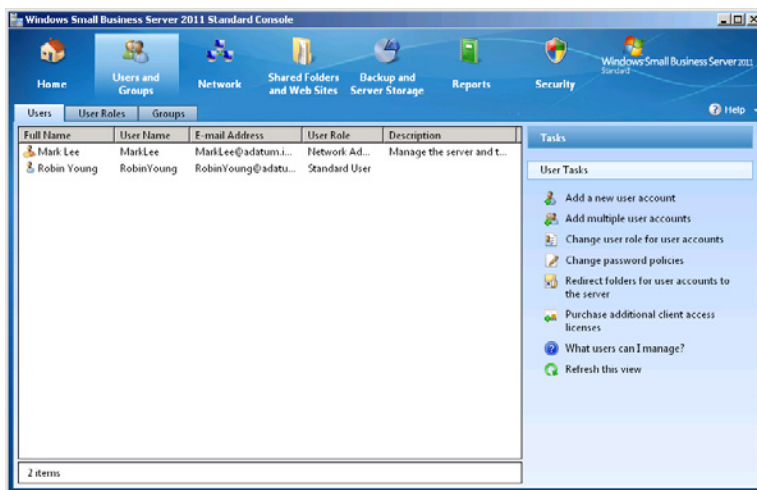 Windows Small Business Server 2011 Standard Console
Home
Users and Groups
Network
Shared Folders and Web Sites
Backup and Server Storage
Reports
Security
Windows Small Business Server 2011
Standard
Users User Roles Groups
Help
Full Name User Name E-mail Address User Role Description
Mark Lee MarkLee MarkLee@adatum.i... Network Ad... Manage the server and t...
Robin Young RobinYoung RobinYoung@adatu... Standard User
2 items
Tasks
User Tasks
Add a new user account
Add multiple user accounts
Change user role for user accounts
Change password policies
Redirect folders for user accounts to
the server
Purchase additional client access
licenses
What users can I manage?
Refresh this view